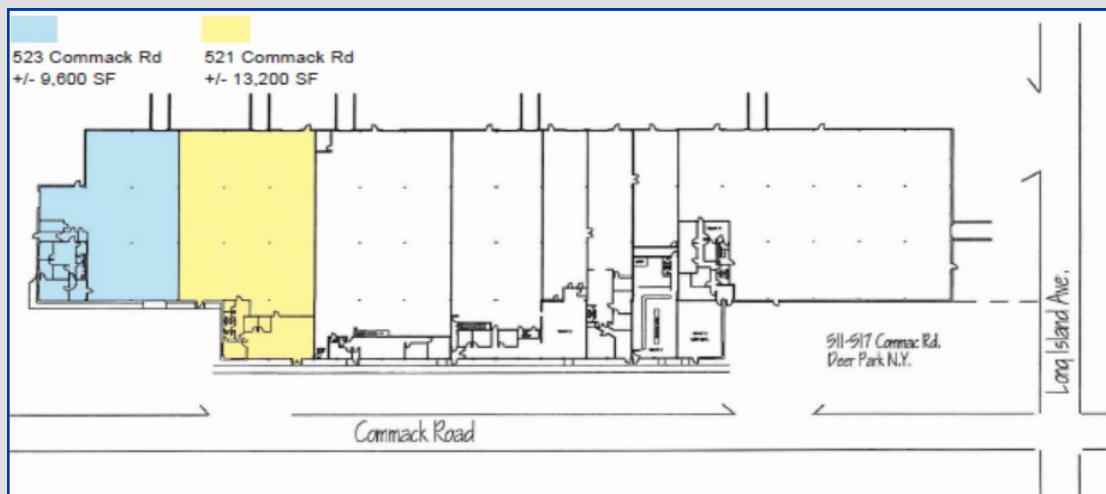 523 Commack Rd
+/- 9,600 SF
521 Commack Rd
+/- 13,200 SF
511-517 Commac Rd.
Deer Park N.Y.
Long Island Ave.
Commack Road